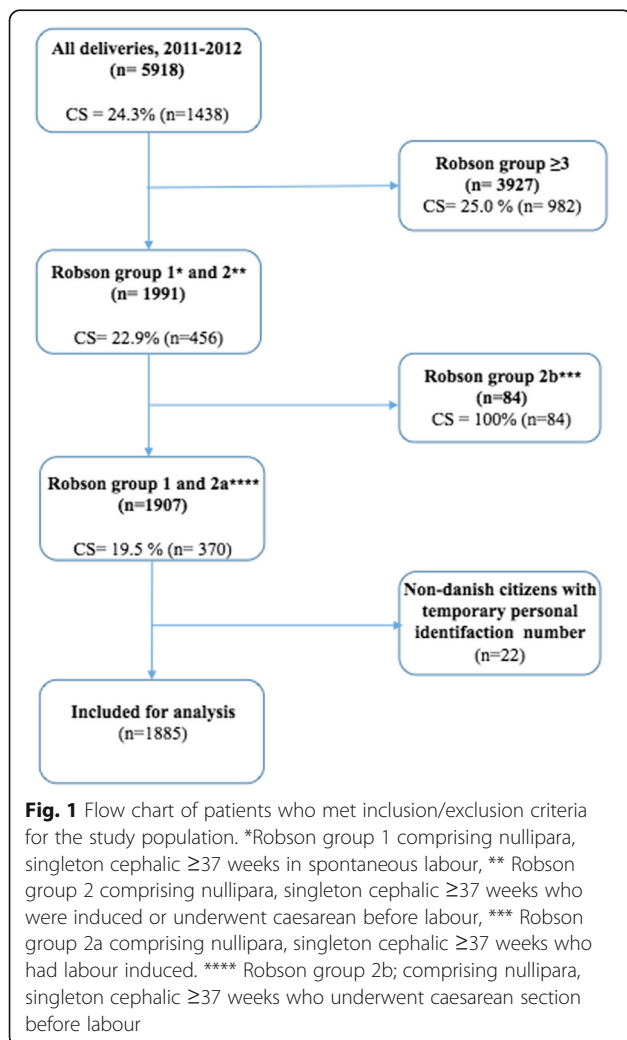 All deliveries, 2011-2012
(n= 5918)
CS = 24.3% (n=1438)
Robson group ≥3
(n= 3927)
CS= 25.0 % (n= 982)
Robson group 1* and 2**
(n= 1991)
CS= 22.9% (n=456)
Robson group 2b***
(n=84)
CS = 100% (n=84)
Robson group 1 and 2a****
(n=1907)
CS= 19.5 % (n= 370)
Non-danish citizens with
temporary personal
identifaction number
(n=22)
Included for analysis
(n=1885)
Fig. 1 Flow chart of patients who met inclusion/exclusion criteria
for the study population. *Robson group 1 comprising nullipara,
singleton cephalic ≥37 weeks in spontaneous labour, ** Robson
group 2 comprising nullipara, singleton cephalic ≥37 weeks who
were induced or underwent caesarean before labour, *** Robson
group 2a comprising nullipara, singleton cephalic ≥37 weeks who
had labour induced. **** Robson group 2b; comprising nullipara,
singleton cephalic ≥37 weeks who underwent caesarean section
before labour